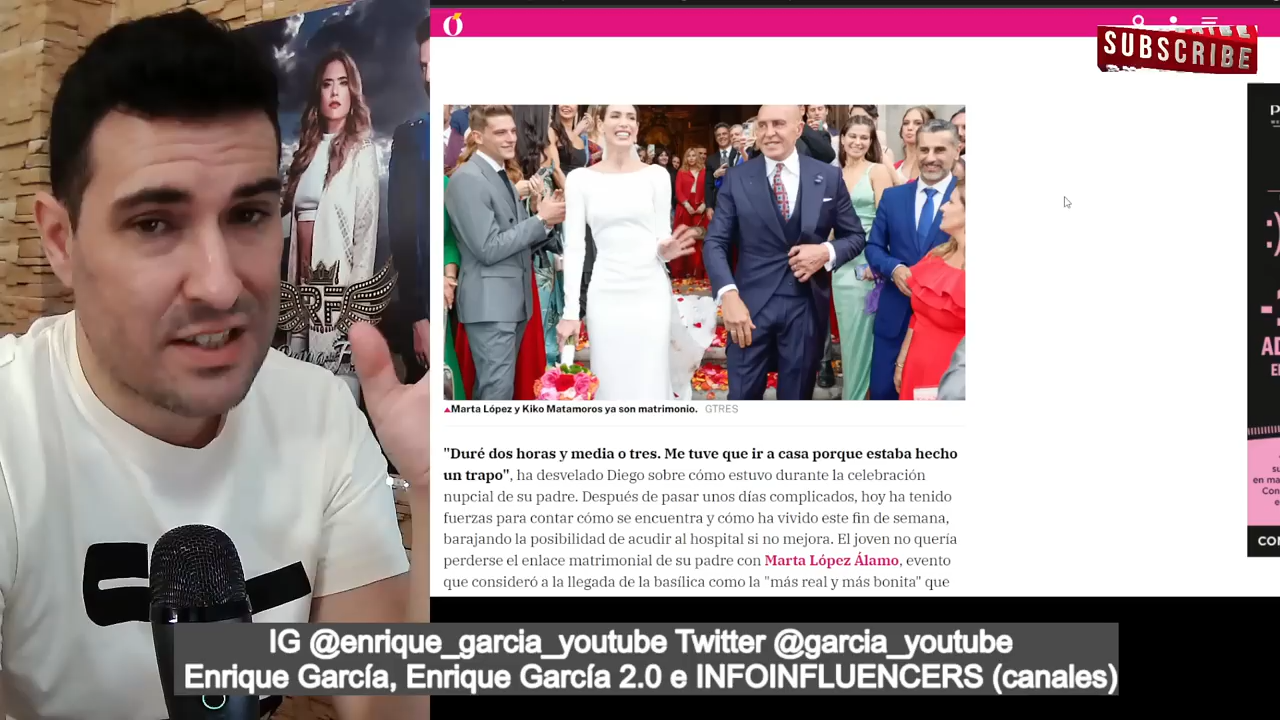 SUBSCRIBE
▲Marta López y Kiko Matamoros ya son matrimonio. GTRES
"Duré dos horas y media o tres. Me tuve que ir a casa porque estaba hecho
un trapo", ha desvelado Diego sobre cómo estuvo durante la celebración
nupcial de su padre. Después de pasar unos días complicados, hoy ha tenido
fuerzas para contar cómo se encuentra y cómo ha vivido este fin de semana,
barajando la posibilidad de acudir al hospital si no mejora. El joven no quería
perderse el enlace matrimonial de su padre con Marta López Álamo, evento
que consideró a la llegada de la basílica como la "más real y más bonita" que
IG @enrique_garcia_youtube Twitter @garcia_youtube
Enrique García, Enrique García 2.0 e INFOINFLUENCERS (canales)